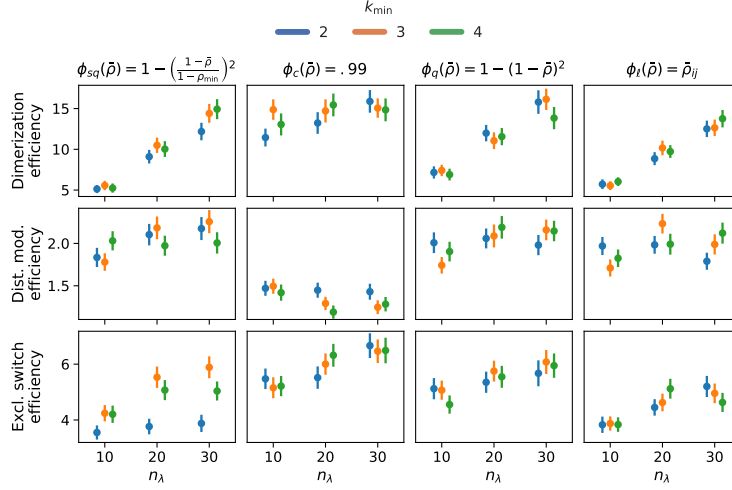 k_min
2 3 4
ϕ_sq(ρ̄) = 1 − ((1−ρ̄)/(1−ρ_min))^2 ϕ_c(ρ̄) = .99 ϕ_q(ρ̄) = 1 − (1 − ρ̄)^2 ϕ_ℓ(ρ̄) = ρ̄_ij
Dimerization
efficiency
15
10
5
Dist. mod.
efficiency
2.0
1.5
Excl. switch
efficiency
6
4
10 20 30 10 20 30 10 20 30 10 20 30
n_λ n_λ n_λ n_λ